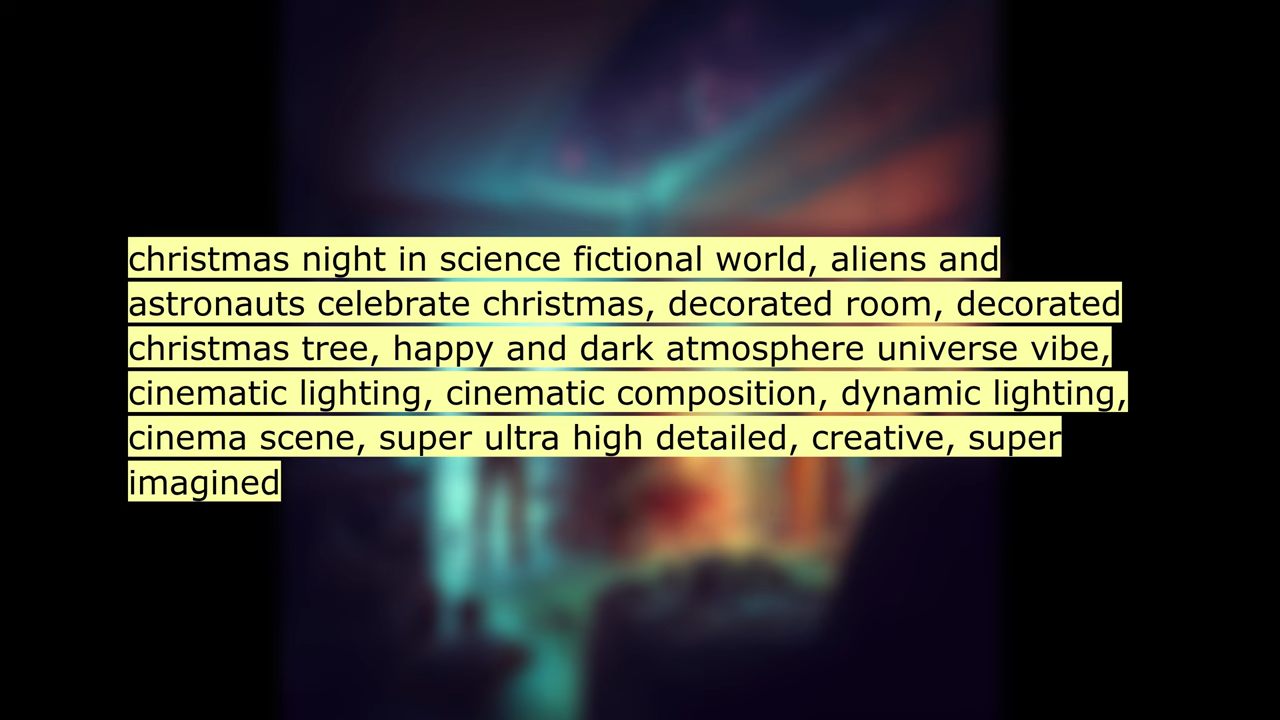 christmas night in science fictional world, aliens and
astronauts celebrate christmas, decorated room, decorated
christmas tree, happy and dark atmosphere universe vibe,
cinematic lighting, cinematic composition, dynamic lighting,
cinema scene, super ultra high detailed, creative, super
imagined